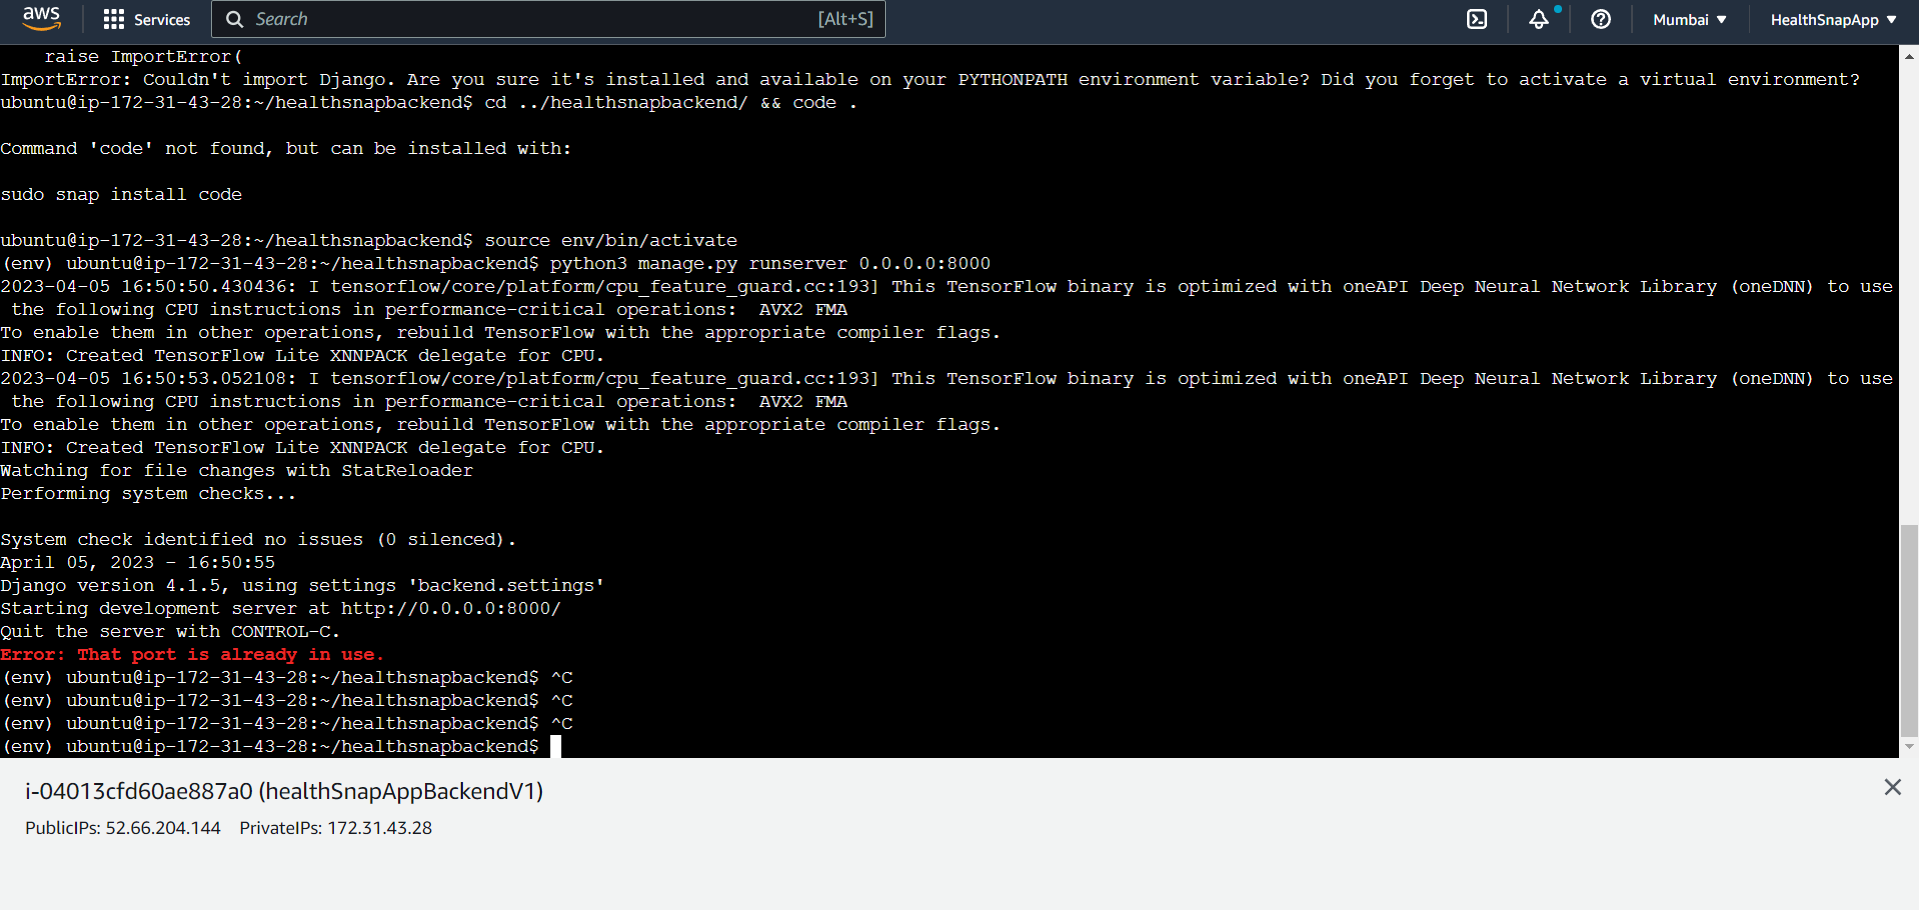 aws Services Search [Alt+S] Mumbai HealthSnapApp
raise ImportError(
ImportError: Couldn't import Django. Are you sure it's installed and available on your PYTHONPATH environment variable? Did you forget to activate a virtual environment?
ubuntu@ip-172-31-43-28:~/healthsnapbackend$ cd ../healthsnapbackend/ && code .
Command 'code' not found, but can be installed with:
sudo snap install code
ubuntu@ip-172-31-43-28:~/healthsnapbackend$ source env/bin/activate
(env) ubuntu@ip-172-31-43-28:~/healthsnapbackend$ python3 manage.py runserver 0.0.0.0:8000
2023-04-05 16:50:50.430436: I tensorflow/core/platform/cpu_feature_guard.cc:193] This TensorFlow binary is optimized with oneAPI Deep Neural Network Library (oneDNN) to use
the following CPU instructions in performance-critical operations:  AVX2 FMA
To enable them in other operations, rebuild TensorFlow with the appropriate compiler flags.
INFO: Created TensorFlow Lite XNNPACK delegate for CPU.
2023-04-05 16:50:53.052108: I tensorflow/core/platform/cpu_feature_guard.cc:193] This TensorFlow binary is optimized with oneAPI Deep Neural Network Library (oneDNN) to use
the following CPU instructions in performance-critical operations:  AVX2 FMA
To enable them in other operations, rebuild TensorFlow with the appropriate compiler flags.
INFO: Created TensorFlow Lite XNNPACK delegate for CPU.
Watching for file changes with StatReloader
Performing system checks...
System check identified no issues (0 silenced).
April 05, 2023 - 16:50:55
Django version 4.1.5, using settings 'backend.settings'
Starting development server at http://0.0.0.0:8000/
Quit the server with CONTROL-C.
Error: That port is already in use.
(env) ubuntu@ip-172-31-43-28:~/healthsnapbackend$ ^C
(env) ubuntu@ip-172-31-43-28:~/healthsnapbackend$ ^C
(env) ubuntu@ip-172-31-43-28:~/healthsnapbackend$ ^C
(env) ubuntu@ip-172-31-43-28:~/healthsnapbackend$
i-04013cfd60ae887a0 (healthSnapAppBackendV1)
PublicIPs: 52.66.204.144 PrivateIPs: 172.31.43.28